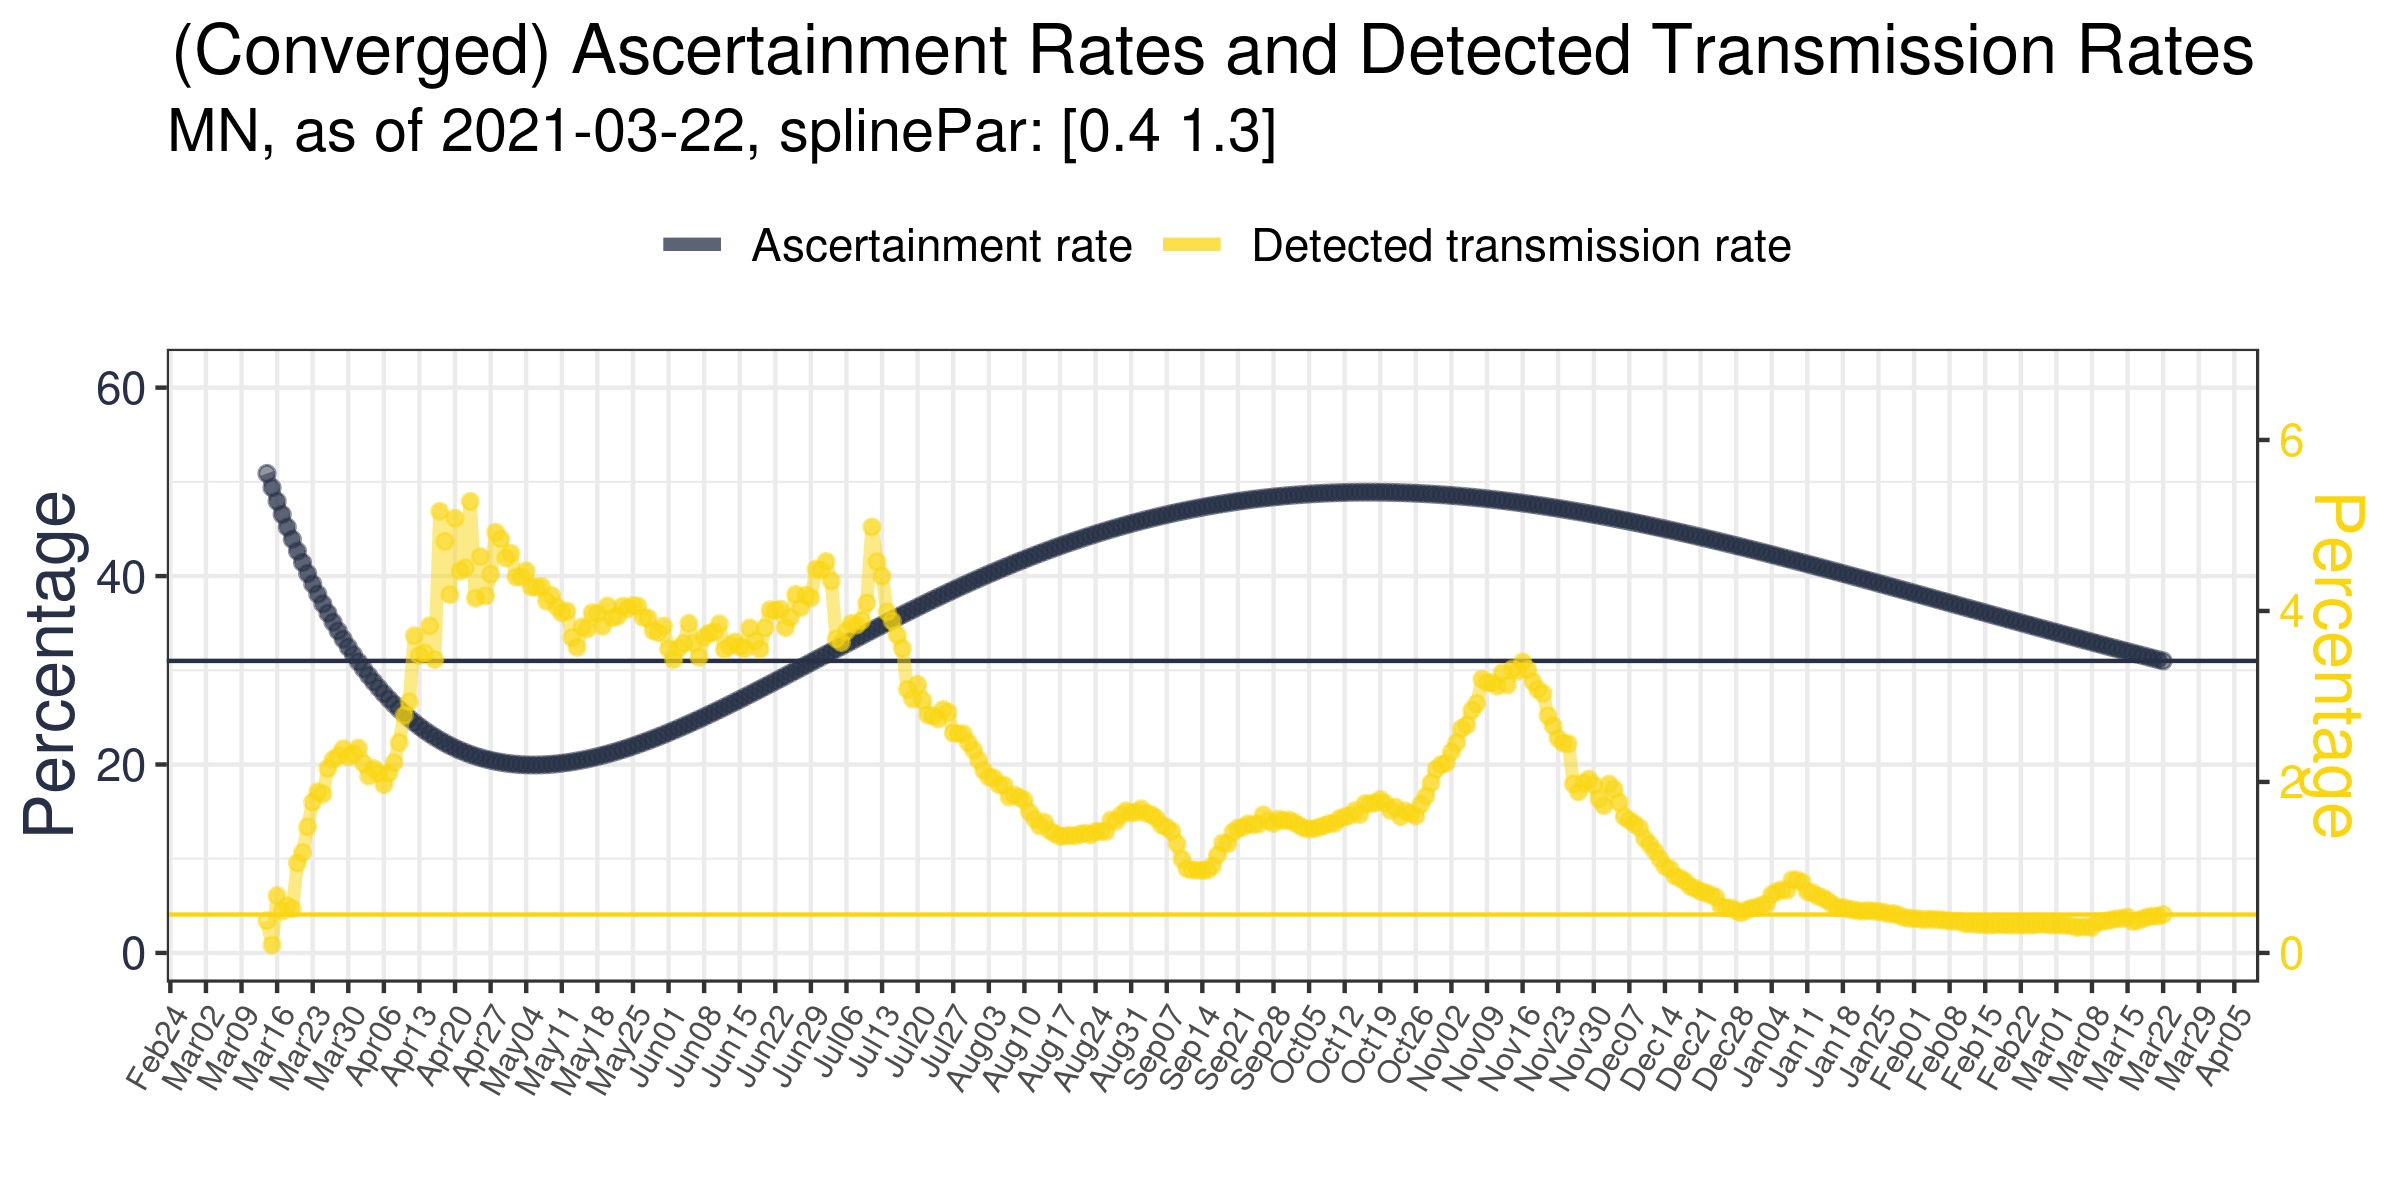 (Converged) Ascertainment Rates and Detected Transmission Rates
MN, as of 2021-03-22, splinePar: [0.4 1.3]
Ascertainment rate Detected transmission rate
Percentage
60
40
20
0
6
4
2
0
Percentage
Feb24 Mar02 Mar09 Mar16 Mar23 Mar30 Apr06 Apr13 Apr20 Apr27 May04 May11 May18 May25 Jun01 Jun08 Jun15 Jun22 Jun29 Jul06 Jul13 Jul20 Jul27 Aug03 Aug10 Aug17 Aug24 Aug31 Sep07 Sep14 Sep21 Sep28 Oct05 Oct12 Oct19 Oct26 Nov02 Nov09 Nov16 Nov23 Nov30 Dec07 Dec14 Dec21 Dec28 Jan04 Jan11 Jan18 Jan25 Feb01 Feb08 Feb15 Feb22 Mar01 Mar08 Mar15 Mar22 Mar29 Apr05